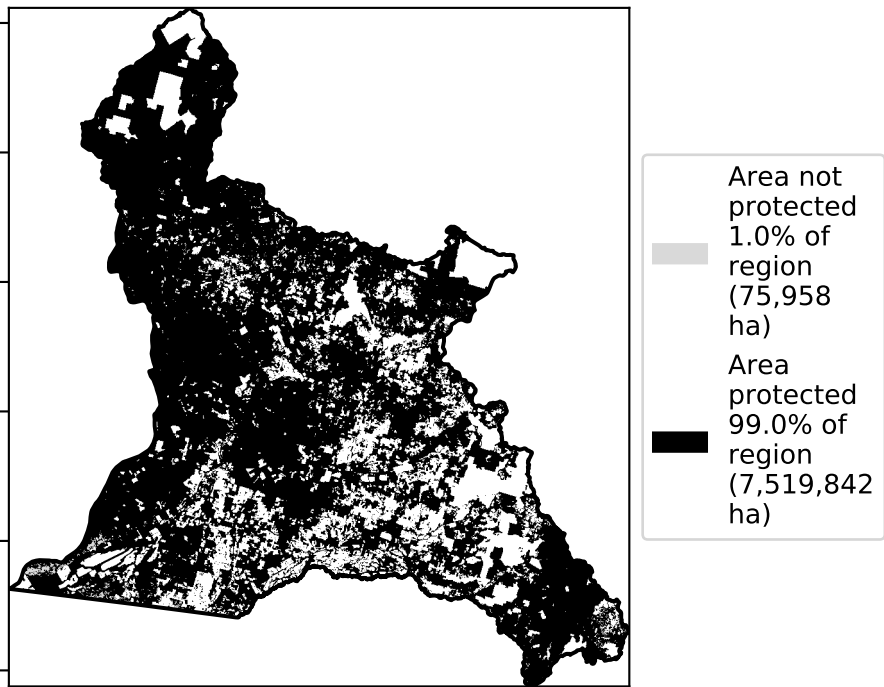 Area not
protected
1.0% of
region
(75,958
ha)
Area
protected
99.0% of
region
(7,519,842
ha)